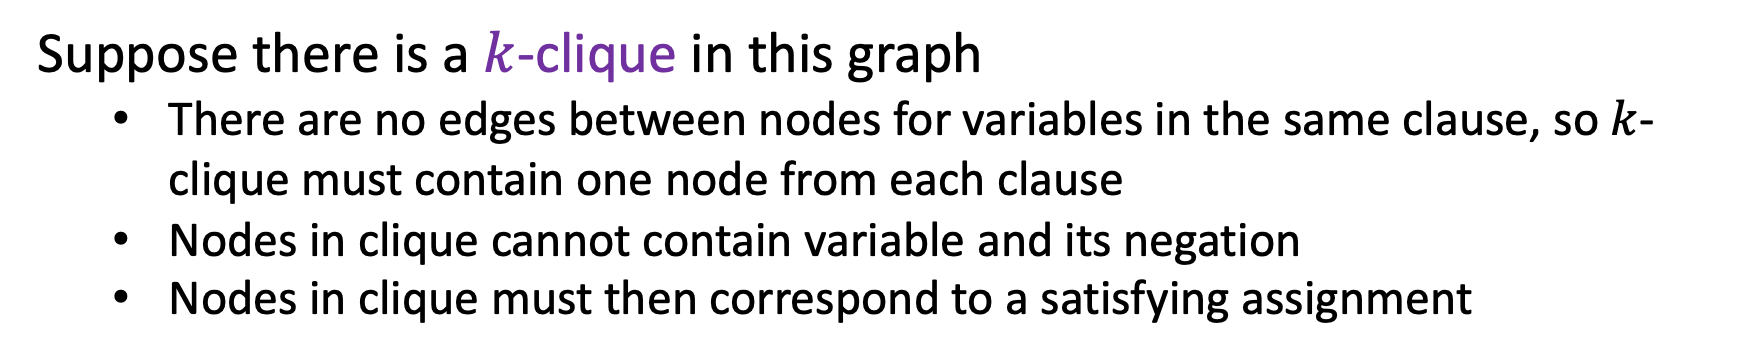 Suppose there is a k-clique in this graph
• There are no edges between nodes for variables in the same clause, so k-
clique must contain one node from each clause
• Nodes in clique cannot contain variable and its negation
• Nodes in clique must then correspond to a satisfying assignment